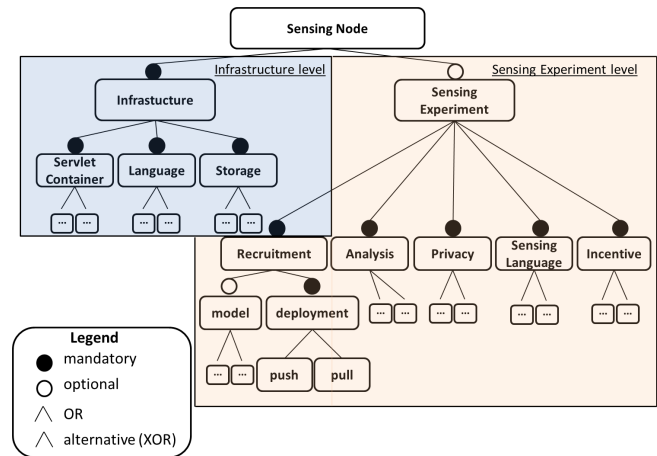 Sensing Node
Infrastructure level
Sensing Experiment level
Infrastucture
Sensing
Experiment
Servlet
Container
Language
Storage
... ...
... ...
... ...
Recruitment
Analysis
Privacy
Sensing
Language
Incentive
model
deployment
... ...
... ...
... ...
... ...
... ...
push
pull
Legend
mandatory
optional
OR
alternative (XOR)